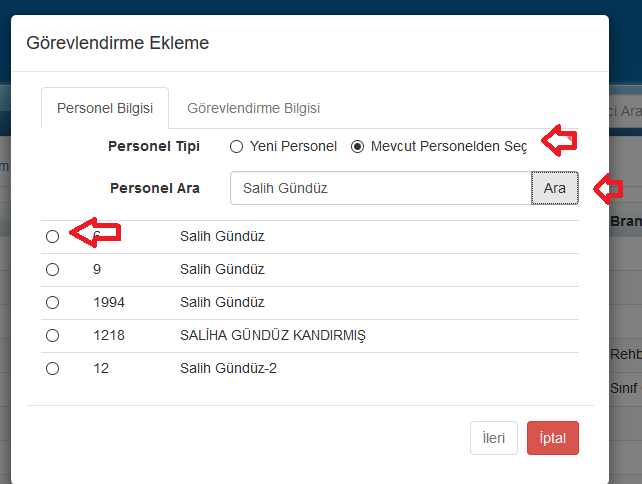 Görevlendirme Ekleme
Personel Bilgisi Görevlendirme Bilgisi
Personel Tipi Yeni Personel Mevcut Personelden Seç
Personel Ara Salih Gündüz Ara
Salih Gündüz
9 Salih Gündüz
1994 Salih Gündüz
1218 SALİHA GÜNDÜZ KANDIRMIŞ
12 Salih Gündüz-2
İleri İptal
ci Ara
Bran
Rehb
Sınıf